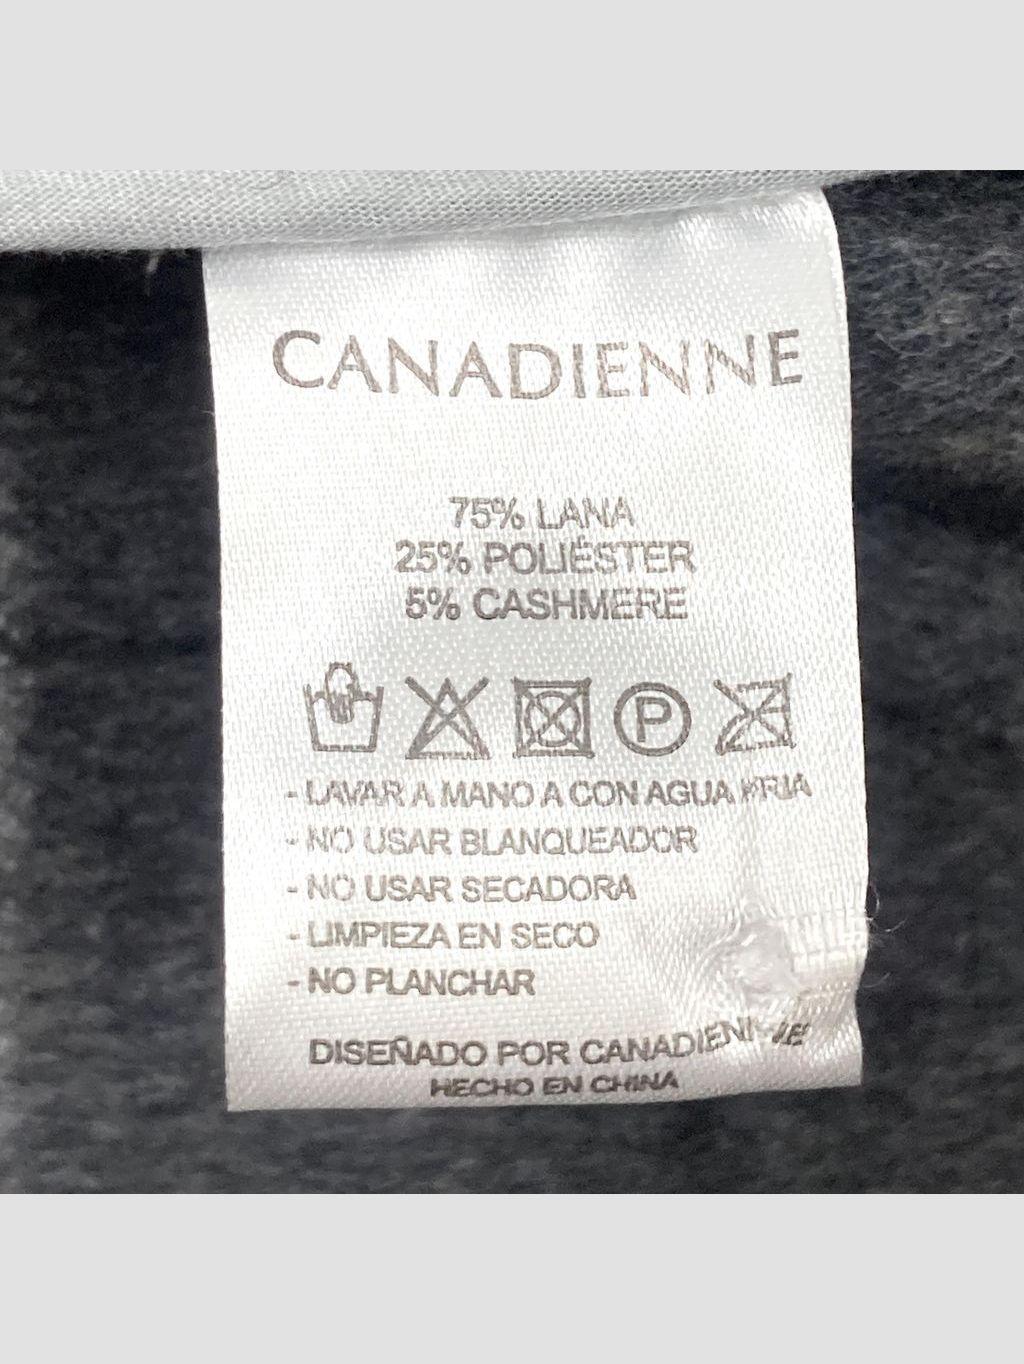 CANADIENNE
75% LANA
25% POLIÉSTER
5% CASHMERE
P
- LAVAR A MANO A CON AGUA FRIA
- NO USAR BLANQUEADOR
- NO USAR SECADORA
- LIMPIEZA EN SECO
- NO PLANCHAR
DISEÑADO POR CANADIENNE
HECHO EN CHINA